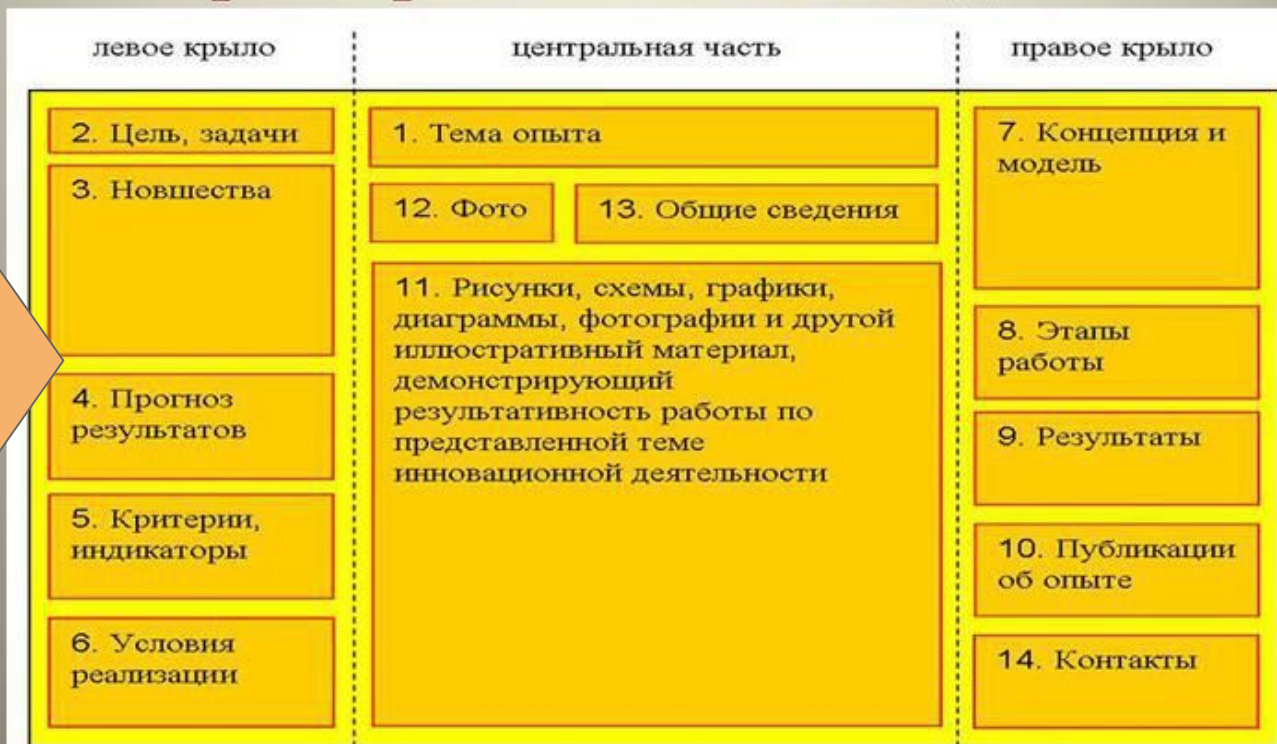 левое крыло
центральная часть
правое крыло
2. Цель, задачи
3. Новшества
4. Прогноз
результатов
5. Критерии,
индикаторы
6. Условия
реализации
1. Тема опыта
12. Фото
13. Общие сведения
11. Рисунки, схемы, графики,
диаграммы, фотографии и другой
иллюстративный материал,
демонстрирующий
результативность работы по
представленной теме
инновационной деятельности
7. Концепция и
модель
8. Этапы
работы
9. Результаты
10. Публикации
об опыте
14. Контакты